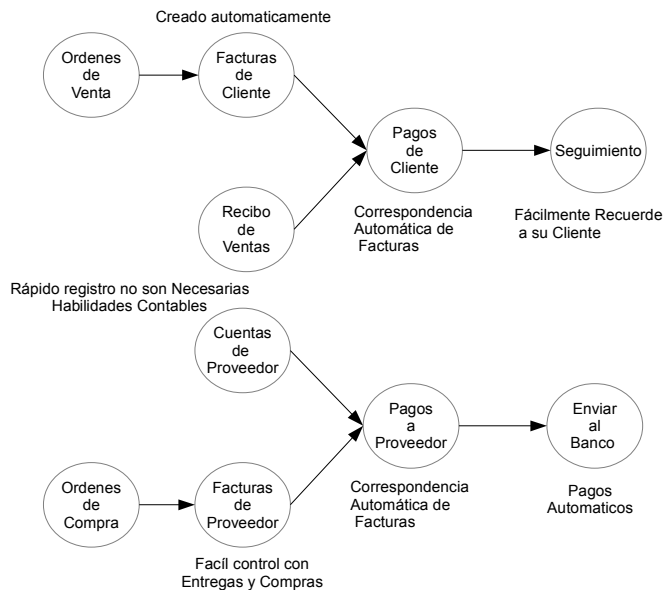 Creado automaticamente
Ordenes
de
Venta
Facturas
de
Cliente
Pagos
de
Cliente
Seguimiento
Recibo
de
Ventas
Correspondencia
Automática de
Facturas
Fácilmente Recuerde
a su Cliente
Rápido registro no son Necesarias
Habilidades Contables
Cuentas
de
Proveedor
Pagos
a
Proveedor
Enviar
al
Banco
Ordenes
de
Compra
Facturas
de
Proveedor
Correspondencia
Automática de
Facturas
Pagos
Automaticos
Facíl control con
Entregas y Compras